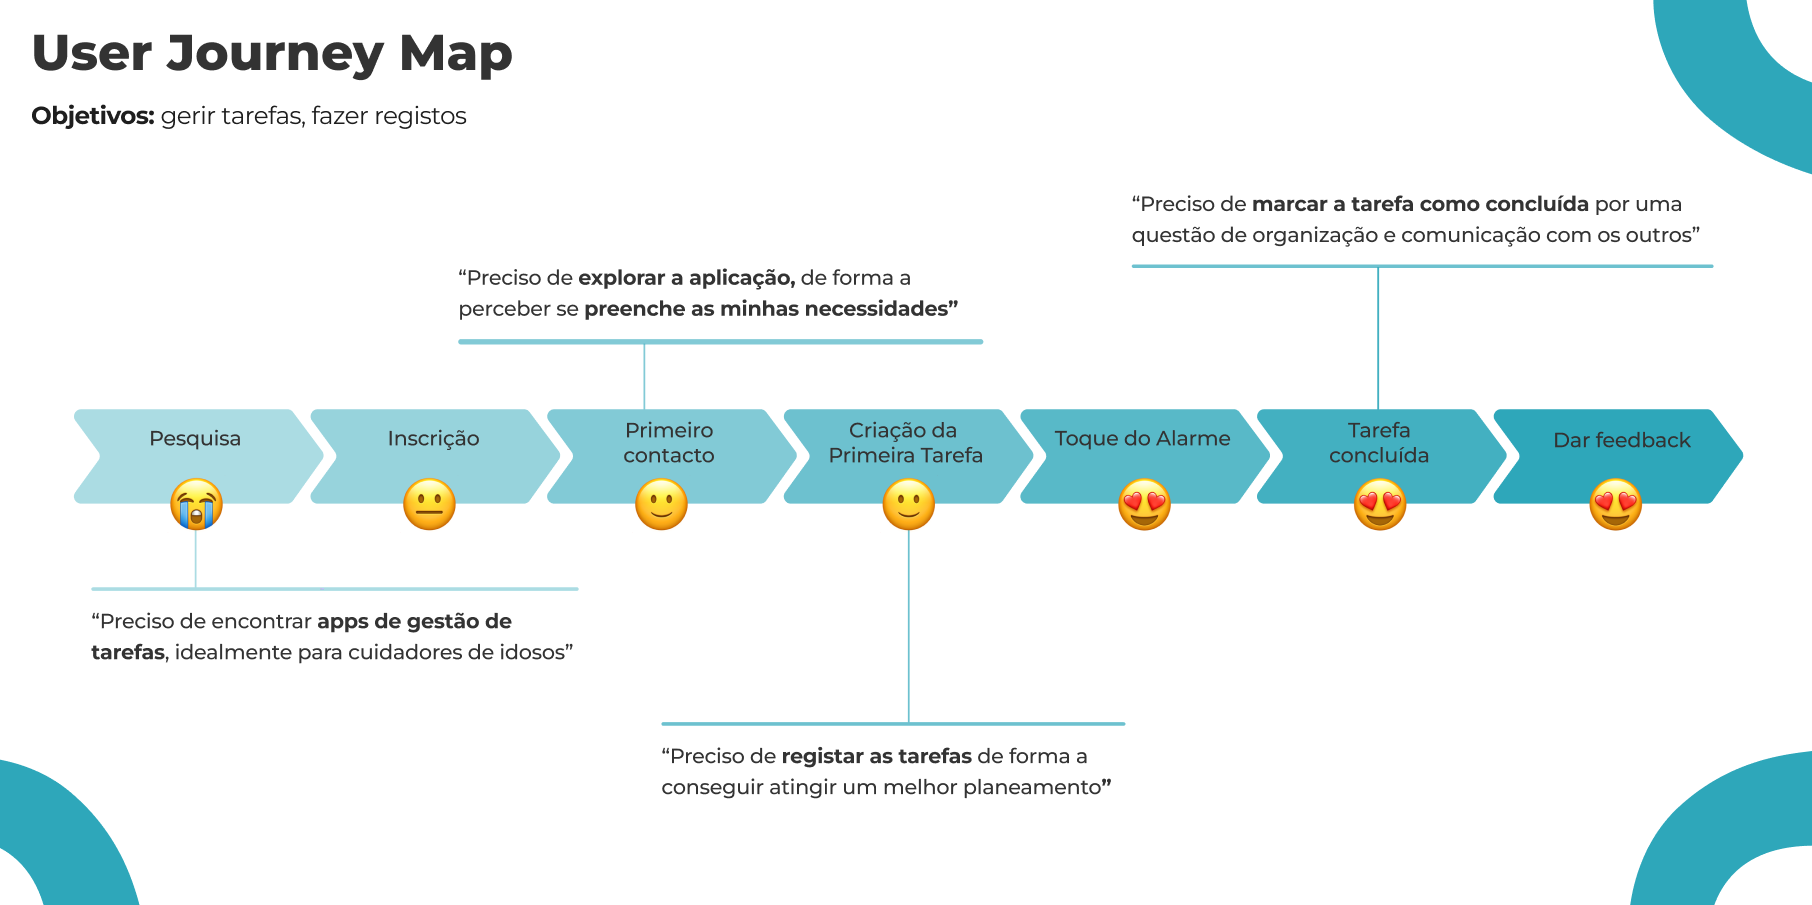 User Journey Map
Objetivos: gerir tarefas, fazer registos
“Preciso de marcar a tarefa como concluída por uma
questão de organização e comunicação com os outros”
“Preciso de explorar a aplicação, de forma a
perceber se preenche as minhas necessidades”
Pesquisa
Inscrição
Primeiro
contacto
Criação da
Primeira Tarefa
Toque do Alarme
Tarefa
concluída
Dar feedback
“Preciso de encontrar apps de gestão de
tarefas, idealmente para cuidadores de idosos”
“Preciso de registar as tarefas de forma a
conseguir atingir um melhor planeamento”